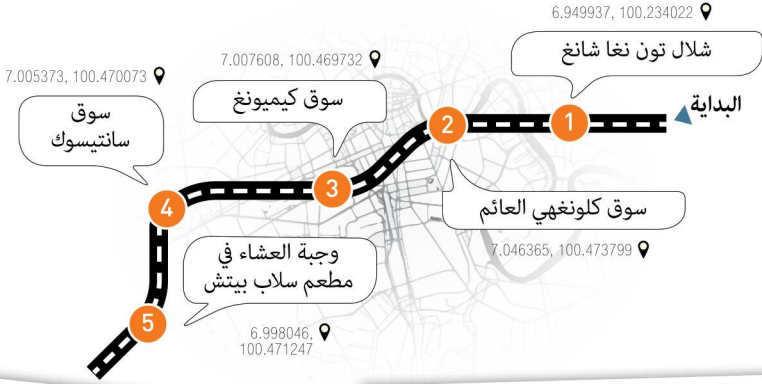 6.949937, 100.234022
شلال تون نغا شانغ
البداية
1
2
سوق كلونغهي العائم
7.046365, 100.473799
7.007608, 100.469732
سوق كيميونغ
3
7.005373, 100.470073
سوق
سانتيسوك
4
وجبة العشاء في
مطعم سلاب بيتش
5
6.998046,
100.471247